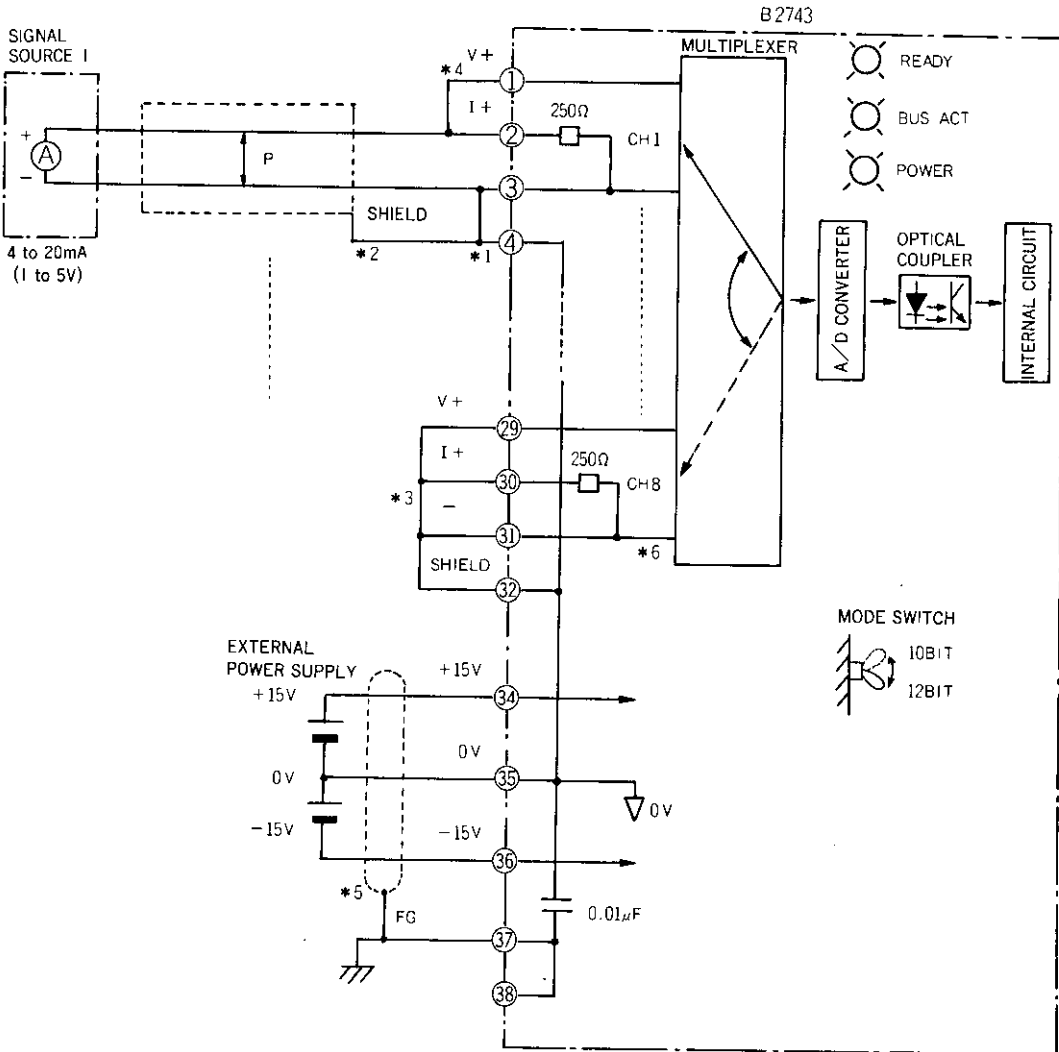 B2743
SIGNAL
SOURCE I
+
A
−
4 to 20mA
(1 to 5V)
P
SHIELD
*2
*1
*4
V+
I+
1
2
3
4
250Ω
CH1
MULTIPLEXER
READY
BUS ACT
POWER
A/D CONVERTER
OPTICAL
COUPLER
INTERNAL CIRCUIT
V+
I+
*3
−
SHIELD
29
30
31
32
250Ω
CH8
*6
MODE SWITCH
10BIT
12BIT
EXTERNAL
POWER SUPPLY
+15V
+15V
34
0V
0V
35
0V
−15V
−15V
36
*5
FG
0.01μF
37
38